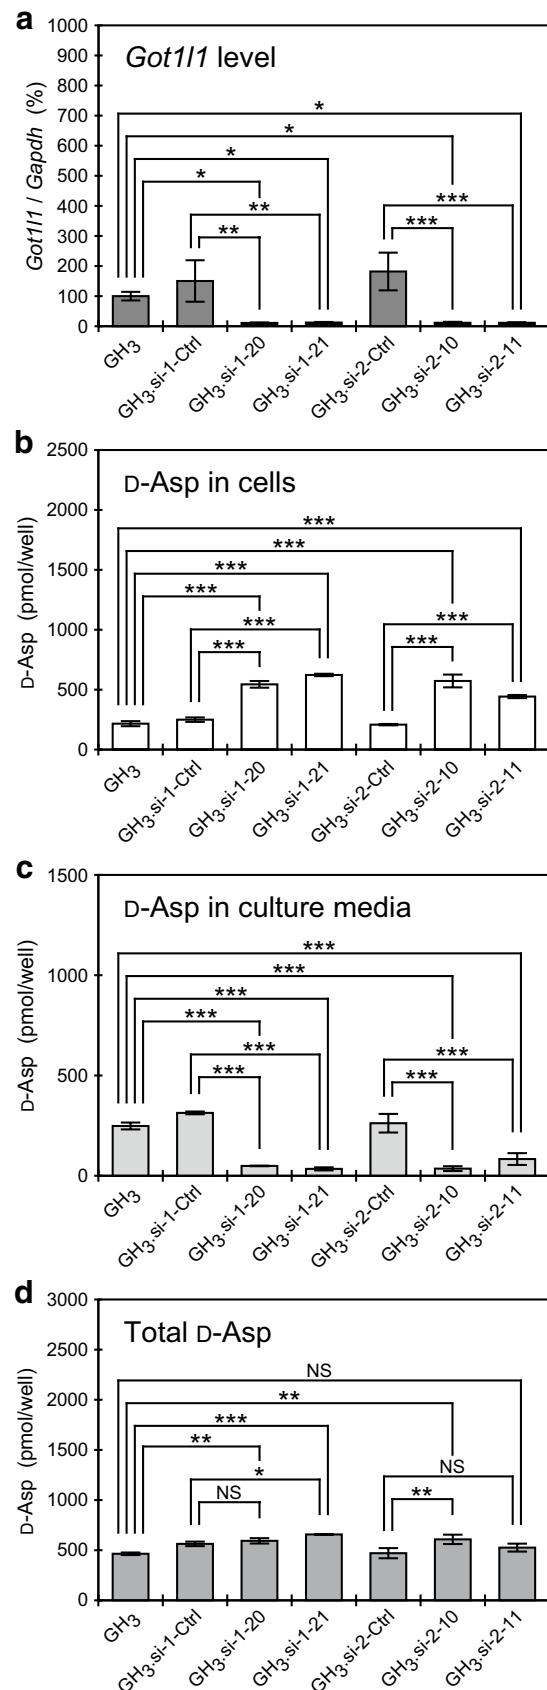 a
Got1l1 level
Got1l1 / Gapdh (%)
1000
900
800
700
600
500
400
300
200
100
0
*
*
*
*
**
**
***
***
GH3
GH3.si-1-Ctrl
GH3.si-1-20
GH3.si-1-21
GH3.si-2-Ctrl
GH3.si-2-10
GH3.si-2-11
b
D-Asp in cells
D-Asp (pmol/well)
2500
2000
1500
1000
500
0
***
***
***
***
***
***
***
***
GH3
GH3.si-1-Ctrl
GH3.si-1-20
GH3.si-1-21
GH3.si-2-Ctrl
GH3.si-2-10
GH3.si-2-11
c
D-Asp in culture media
D-Asp (pmol/well)
1500
1000
500
0
***
***
***
***
***
***
***
***
GH3
GH3.si-1-Ctrl
GH3.si-1-20
GH3.si-1-21
GH3.si-2-Ctrl
GH3.si-2-10
GH3.si-2-11
d
Total D-Asp
D-Asp (pmol/well)
3000
2500
2000
1500
1000
500
0
NS
**
***
**
*
NS
NS
**
GH3
GH3.si-1-Ctrl
GH3.si-1-20
GH3.si-1-21
GH3.si-2-Ctrl
GH3.si-2-10
GH3.si-2-11